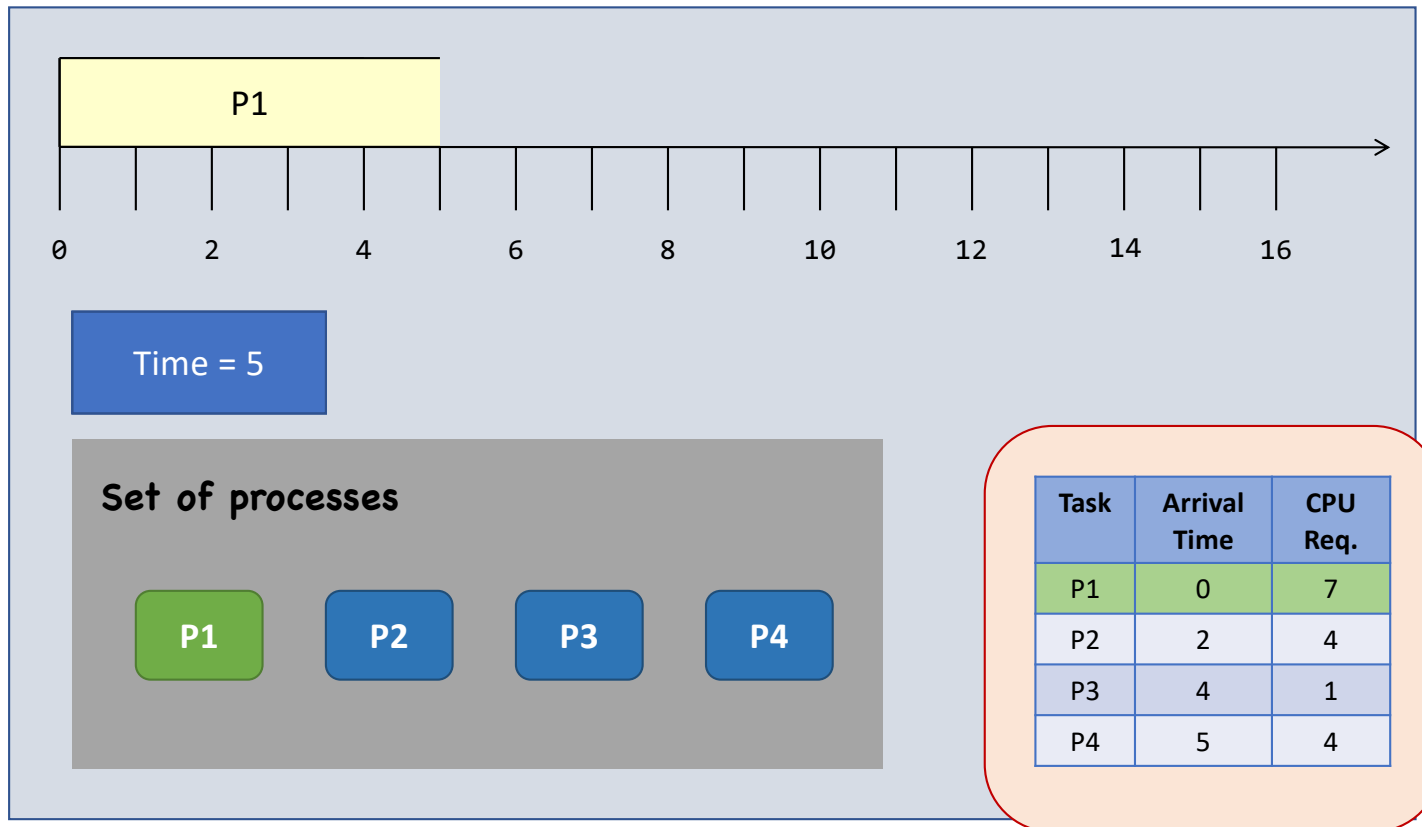 P1
0 2 4 6 8 10 12 14 16
Time = 5
Set of processes
P1 P2 P3 P4
Task Arrival Time CPU Req.
P1 0 7
P2 2 4
P3 4 1
P4 5 4